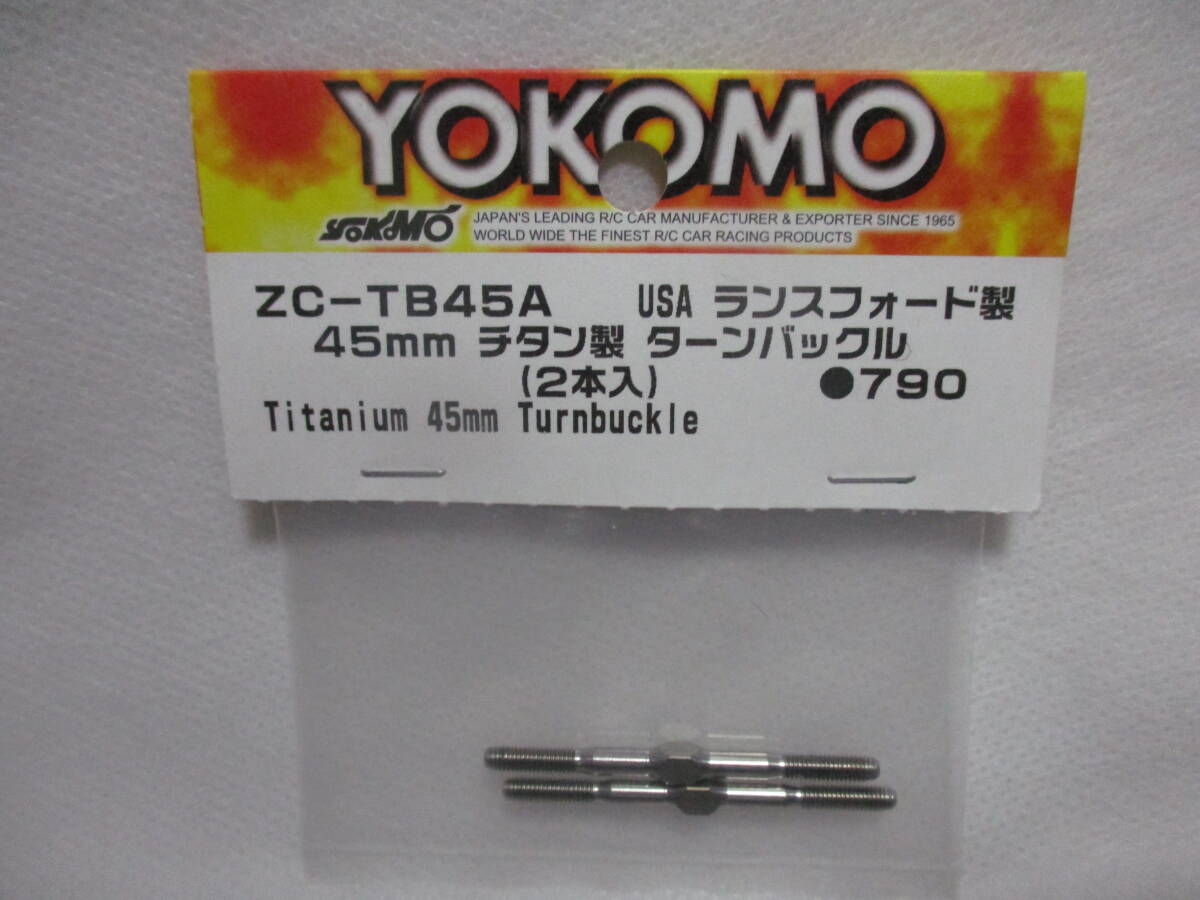 YOKOMO
YOKOMO
JAPAN'S LEADING R/C CAR MANUFACTURER & EXPORTER SINCE 1965
WORLD WIDE THE FINEST R/C CAR RACING PRODUCTS
ZC-TB45A USA ランスフォード製
45mm チタン製 ターンバックル
(2本入) ●790
Titanium 45mm Turnbuckle